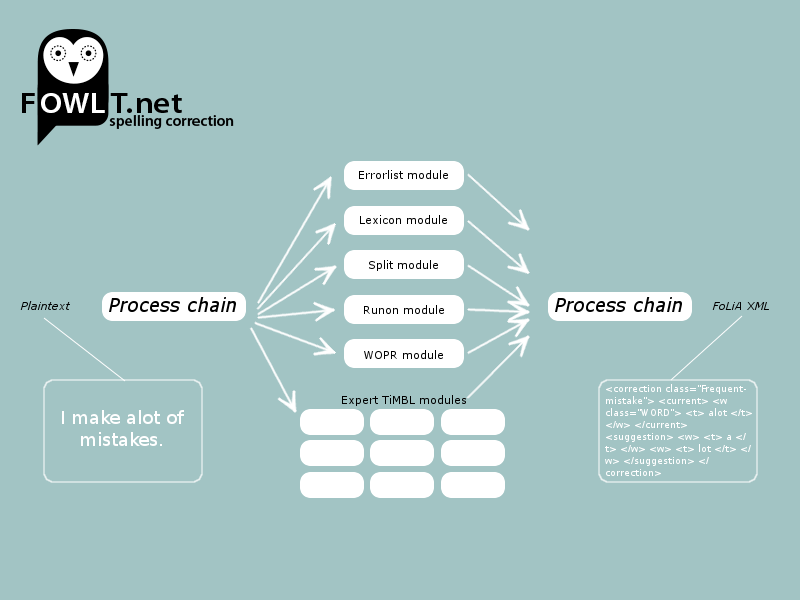 FOWLT.net
spelling correction
Errorlist module
Lexicon module
Split module
Runon module
WOPR module
Expert TiMBL modules
Plaintext
Process chain
Process chain
FoLiA XML
I make alot of
mistakes.
<correction class="Frequent-
mistake"> <current> <w
class="WORD"> <t> alot </t>
</w> </current>
<suggestion> <w> <t> a </
t> </w> <w> <t> lot </t> </
w> </suggestion> </
correction>